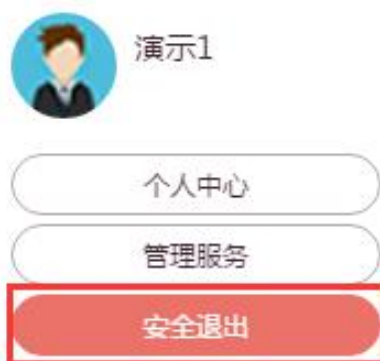 演示1
个人中心
管理服务
安全退出